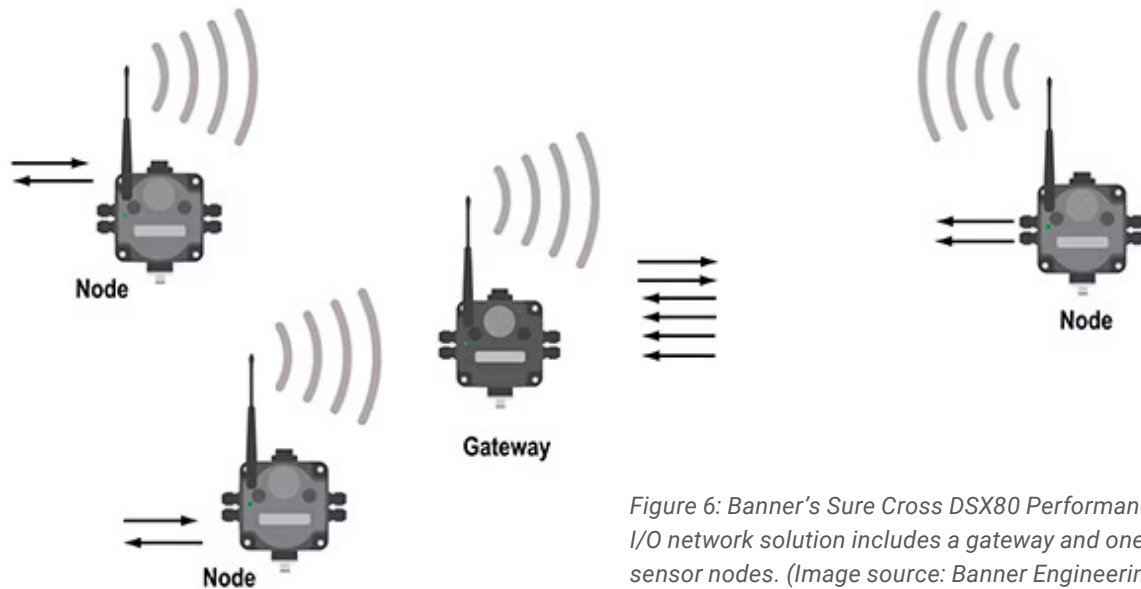 Node
Node
Gateway
Node
Figure 6: Banner’s Sure Cross DSX80 Performan
I/O network solution includes a gateway and one
sensor nodes. (Image source: Banner Engineerin